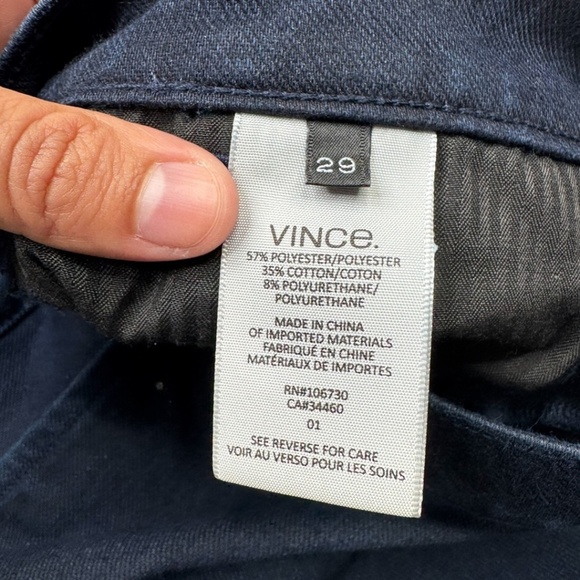 29
VINCe.
57% POLYESTER/POLYESTER
35% COTTON/COTON
8% POLYURETHANE/
POLYURETHANE
MADE IN CHINA
OF IMPORTED MATERIALS
FABRIQUÉ EN CHINE
MATÉRIAUX DE IMPORTES
RN#106730
CA#34460
01
SEE REVERSE FOR CARE
VOIR AU VERSO POUR LES SOINS